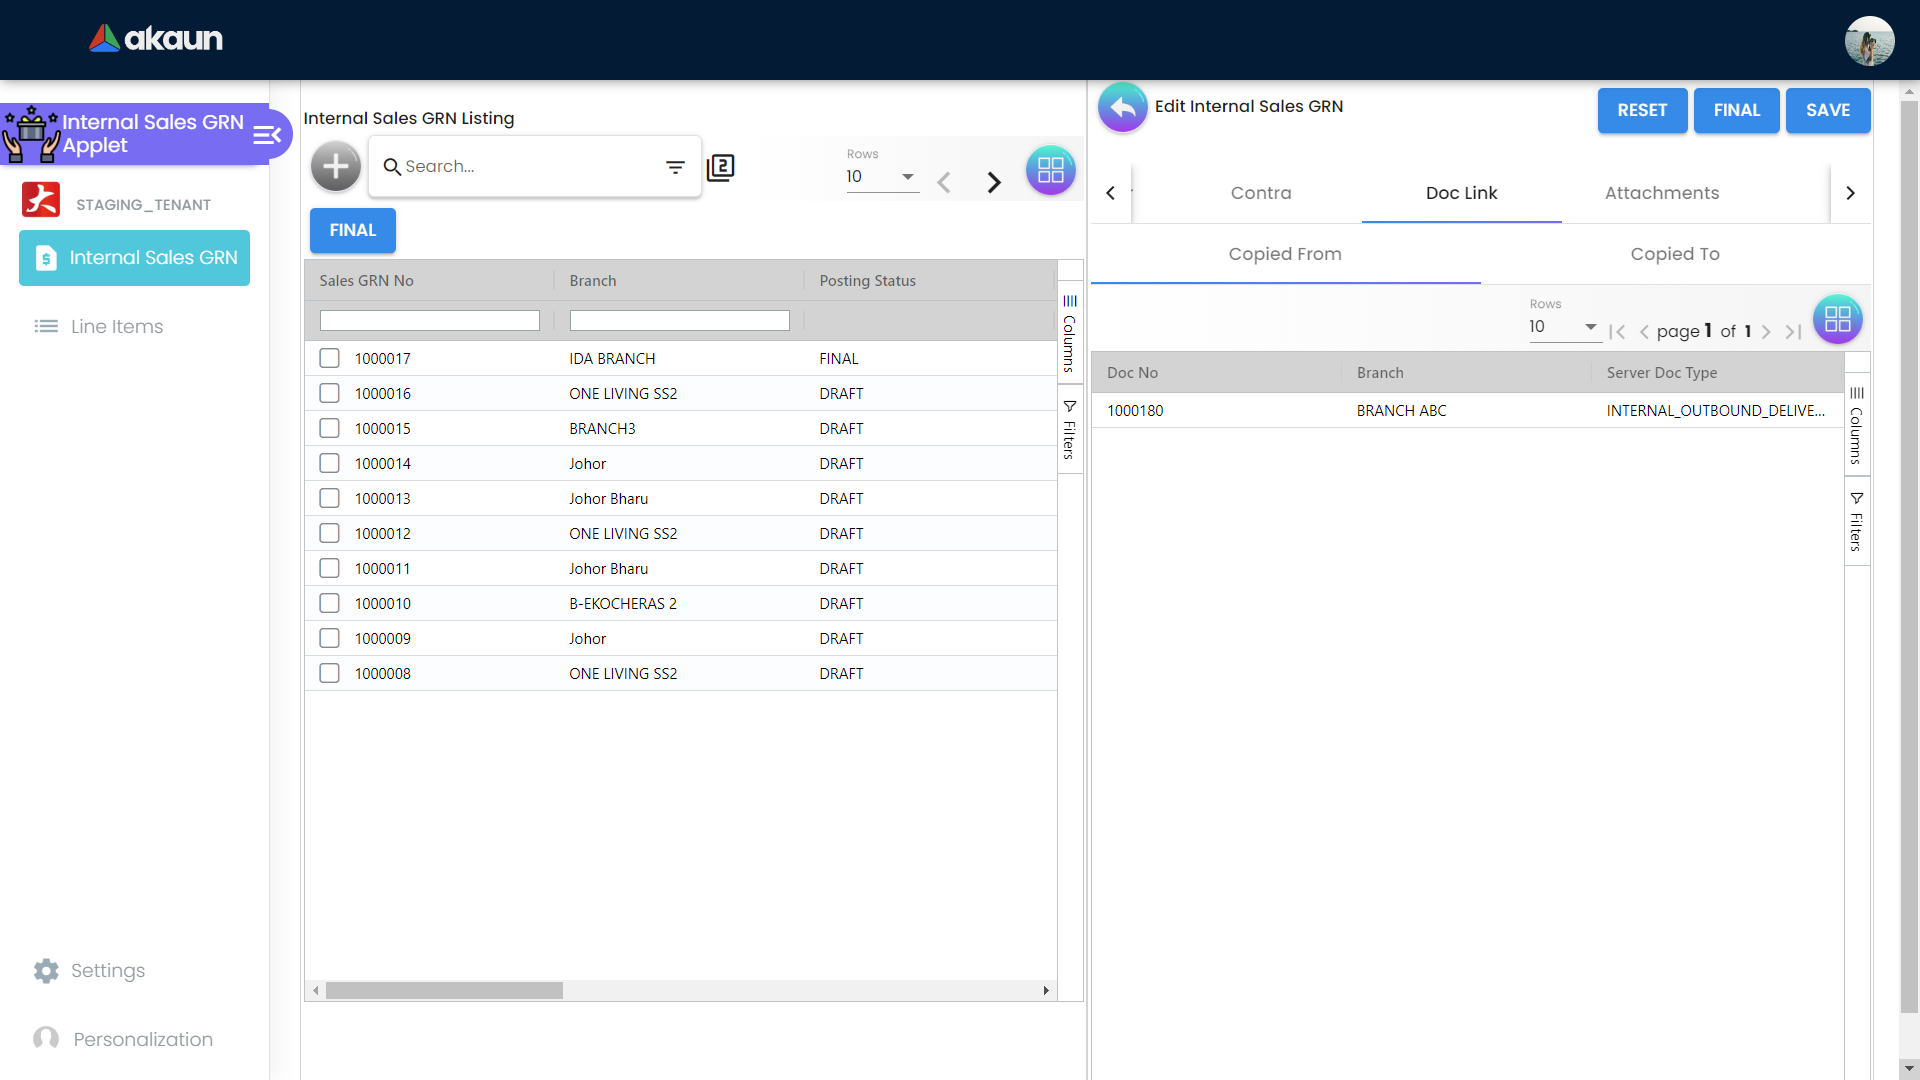 akaun
Internal Sales GRN
Applet
STAGING_TENANT
Internal Sales GRN
Line Items
Settings
Personalization
Internal Sales GRN Listing
Search...
2
Rows
10
FINAL
Sales GRN No Branch Posting Status
1000017 IDA BRANCH FINAL
1000016 ONE LIVING SS2 DRAFT
1000015 BRANCH3 DRAFT
1000014 Johor DRAFT
1000013 Johor Bharu DRAFT
1000012 ONE LIVING SS2 DRAFT
1000011 Johor Bharu DRAFT
1000010 B-EKOCHERAS 2 DRAFT
1000009 Johor DRAFT
1000008 ONE LIVING SS2 DRAFT
Columns
Filters
Edit Internal Sales GRN
RESET FINAL SAVE
Contra Doc Link Attachments
Copied From Copied To
Rows
10
page 1 of 1
Doc No Branch Server Doc Type
1000180 BRANCH ABC INTERNAL_OUTBOUND_DELIVE...
Columns
Filters